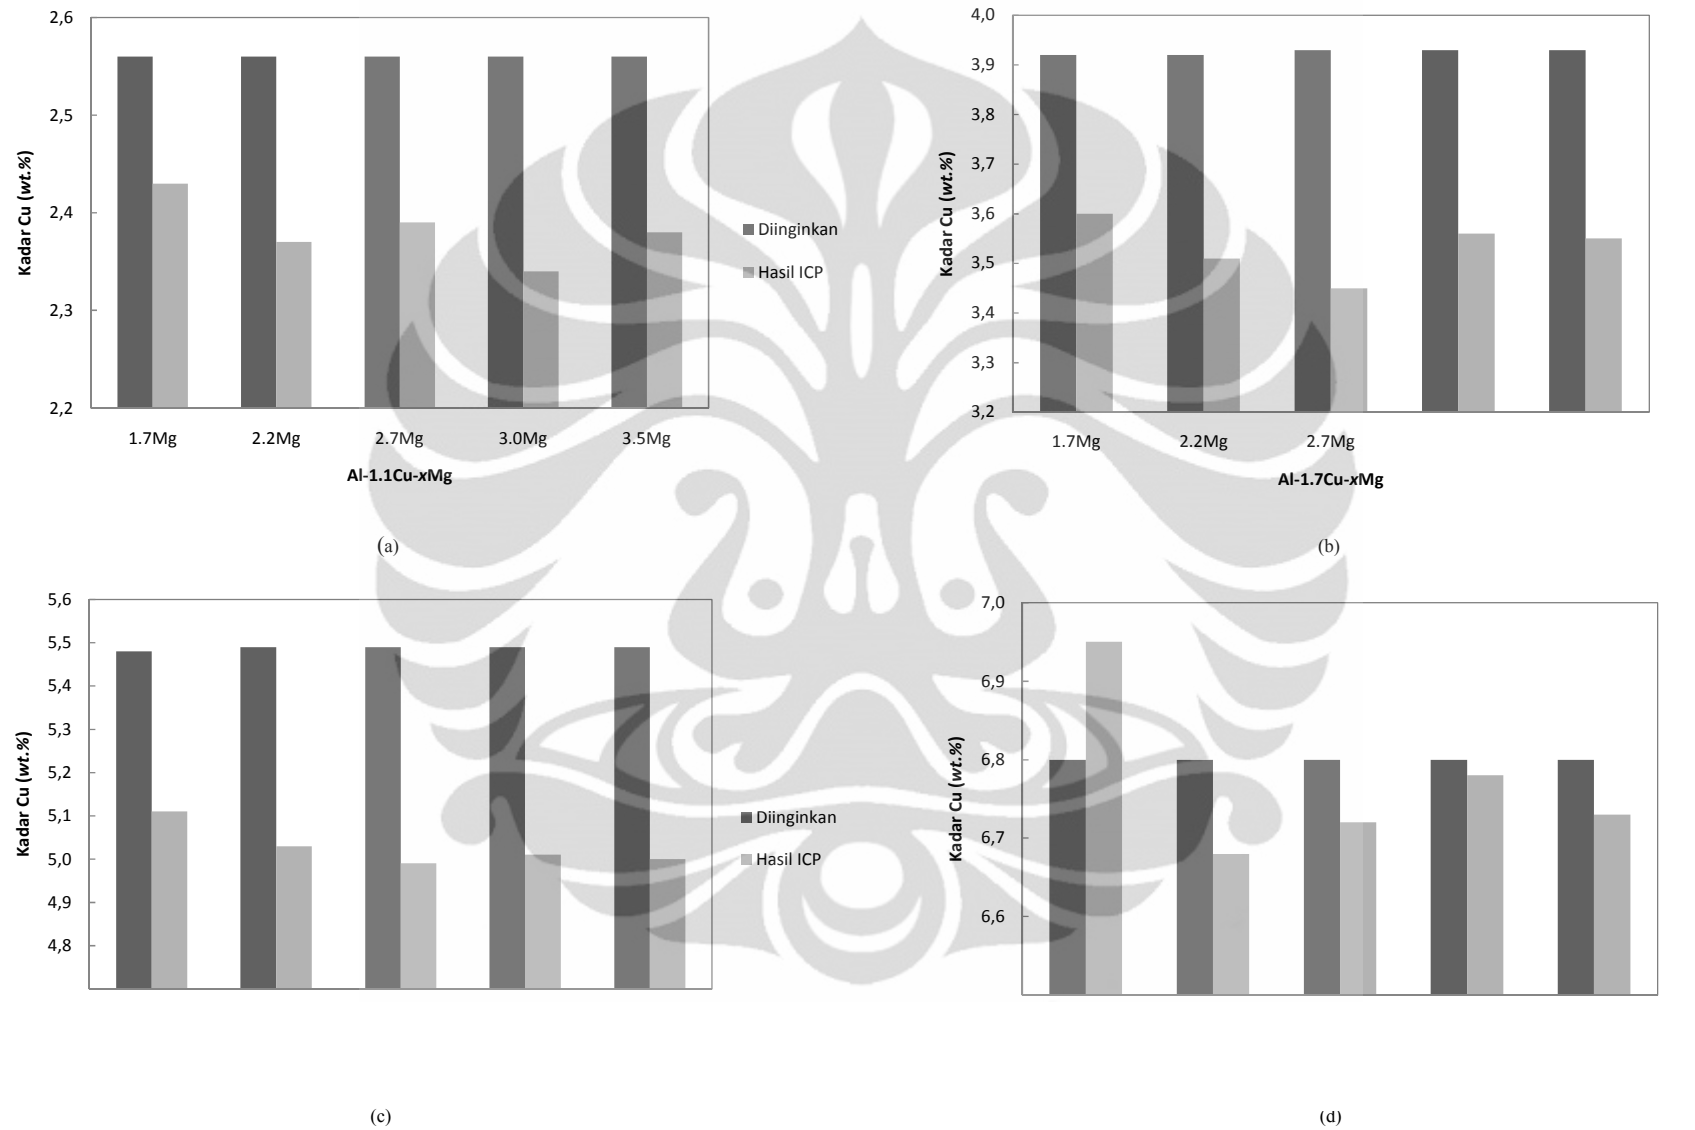 2,6
2,5
2,4
2,3
2,2
Kadar Cu (wt.%)
1.7Mg 2.2Mg 2.7Mg 3.0Mg 3.5Mg
Al-1.1Cu-xMg
(a)
Diinginkan
Hasil ICP
4,0
3,9
3,8
3,7
3,6
3,5
3,4
3,3
3,2
Kadar Cu (wt.%)
1.7Mg 2.2Mg 2.7Mg
Al-1.7Cu-xMg
(b)
5,6
5,5
5,4
5,3
5,2
5,1
5,0
4,9
4,8
Kadar Cu (wt.%)
(c)
Diinginkan
Hasil ICP
7,0
6,9
6,8
6,7
6,6
Kadar Cu (wt.%)
(d)